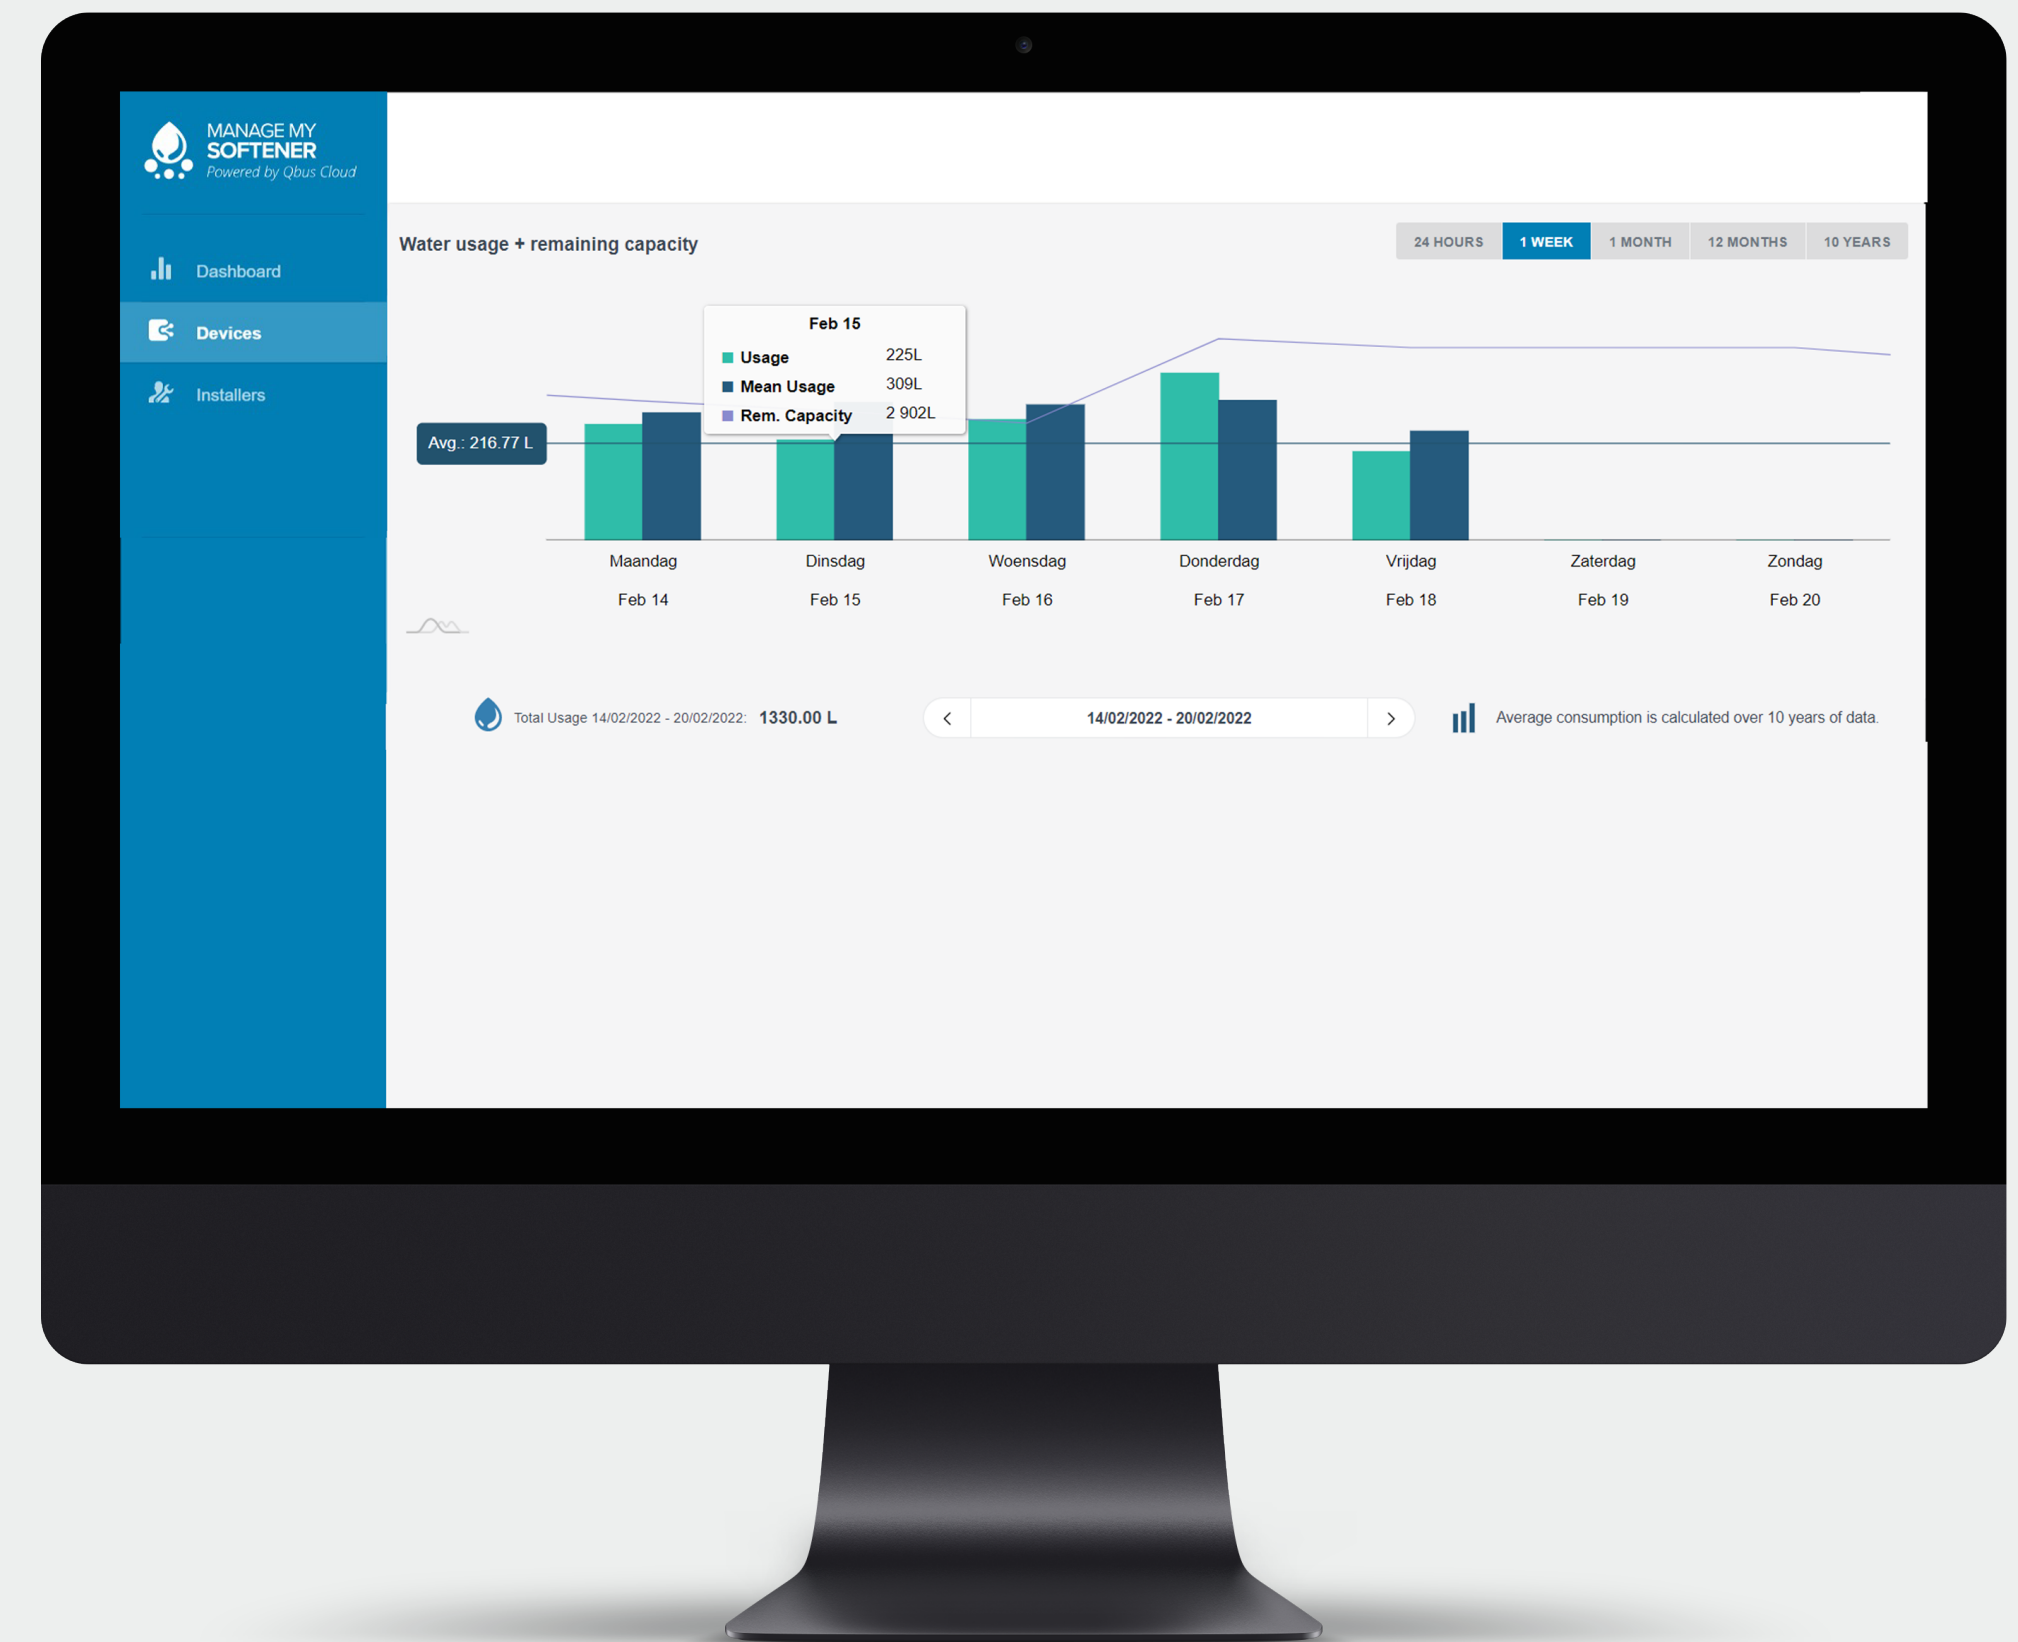 MANAGE MY
SOFTENER
Powered by Qbus Cloud
Dashboard
Devices
Installers
Water usage + remaining capacity
24 HOURS 1 WEEK 1 MONTH 12 MONTHS 10 YEARS
Feb 15
Usage 225L
Mean Usage 309L
Rem. Capacity 2 902L
Avg.: 216.77 L
Maandag Dinsdag Woensdag Donderdag Vrijdag Zaterdag Zondag
Feb 14 Feb 15 Feb 16 Feb 17 Feb 18 Feb 19 Feb 20
Total Usage 14/02/2022 - 20/02/2022: 1330.00 L
14/02/2022 - 20/02/2022
Average consumption is calculated over 10 years of data.